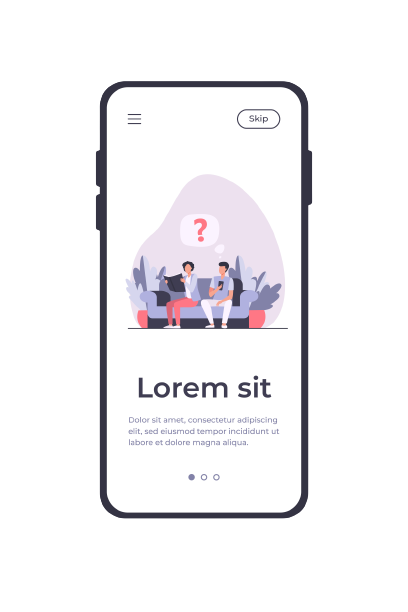 Skip
?
Lorem sit
Dolor sit amet, consectetur adipiscing
elit, sed eiusmod tempor incididunt ut
labore et dolore magna aliqua.